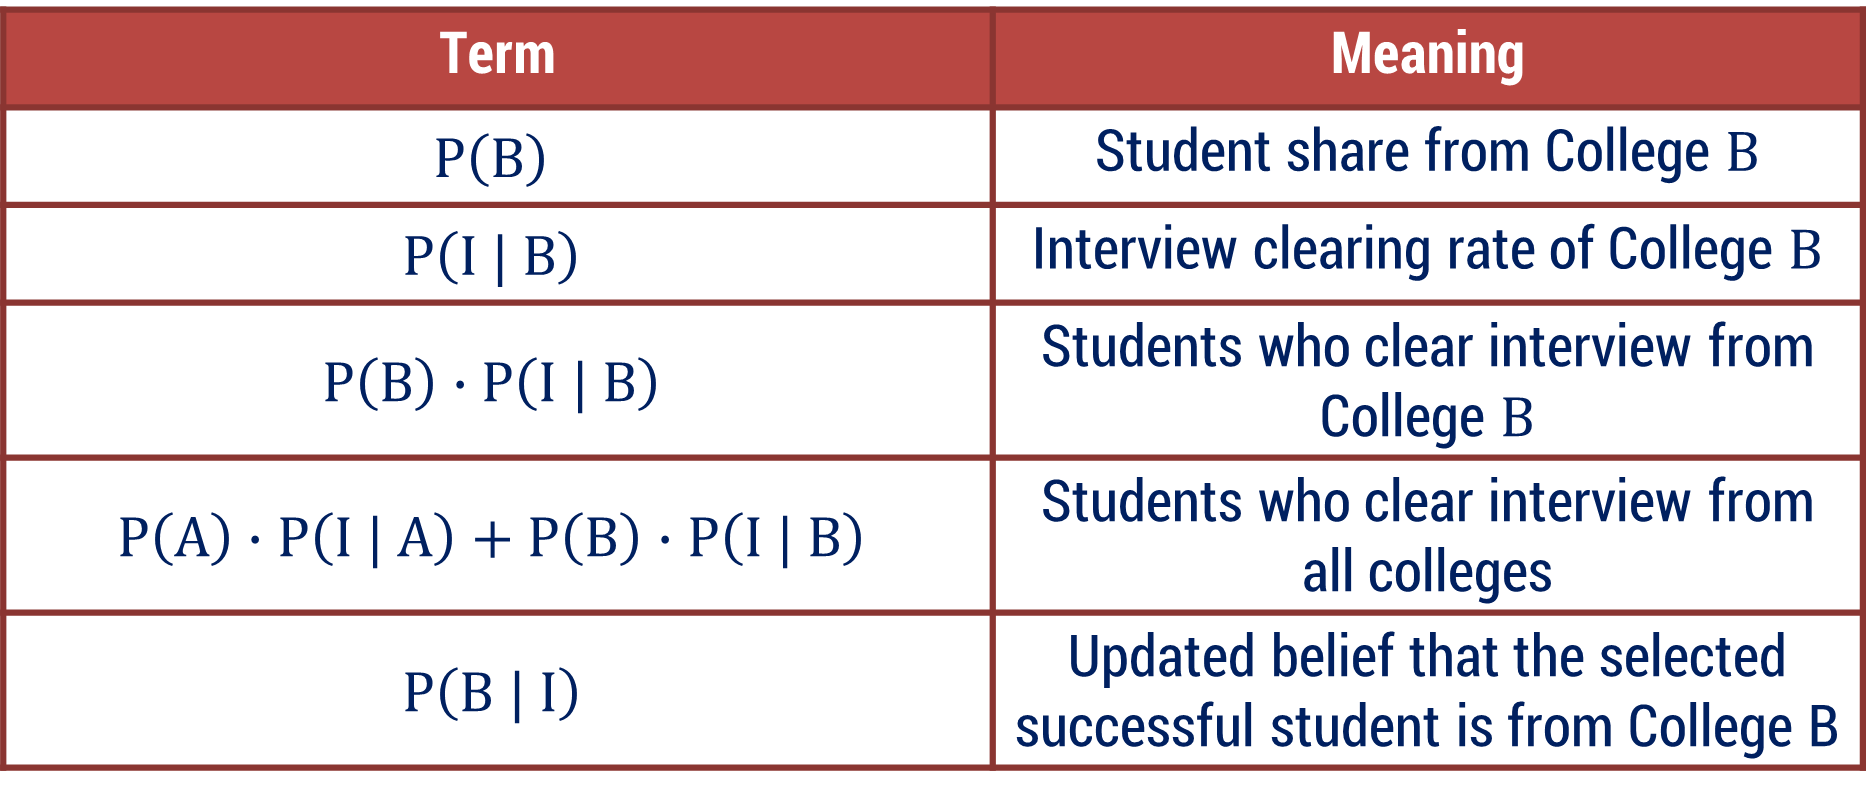 Term
Meaning
P(B)
Student share from College B
P(I | B)
Interview clearing rate of College B
P(B) · P(I | B)
Students who clear interview from
College B
P(A) · P(I | A) + P(B) · P(I | B)
Students who clear interview from
all colleges
P(B | I)
Updated belief that the selected
successful student is from College B